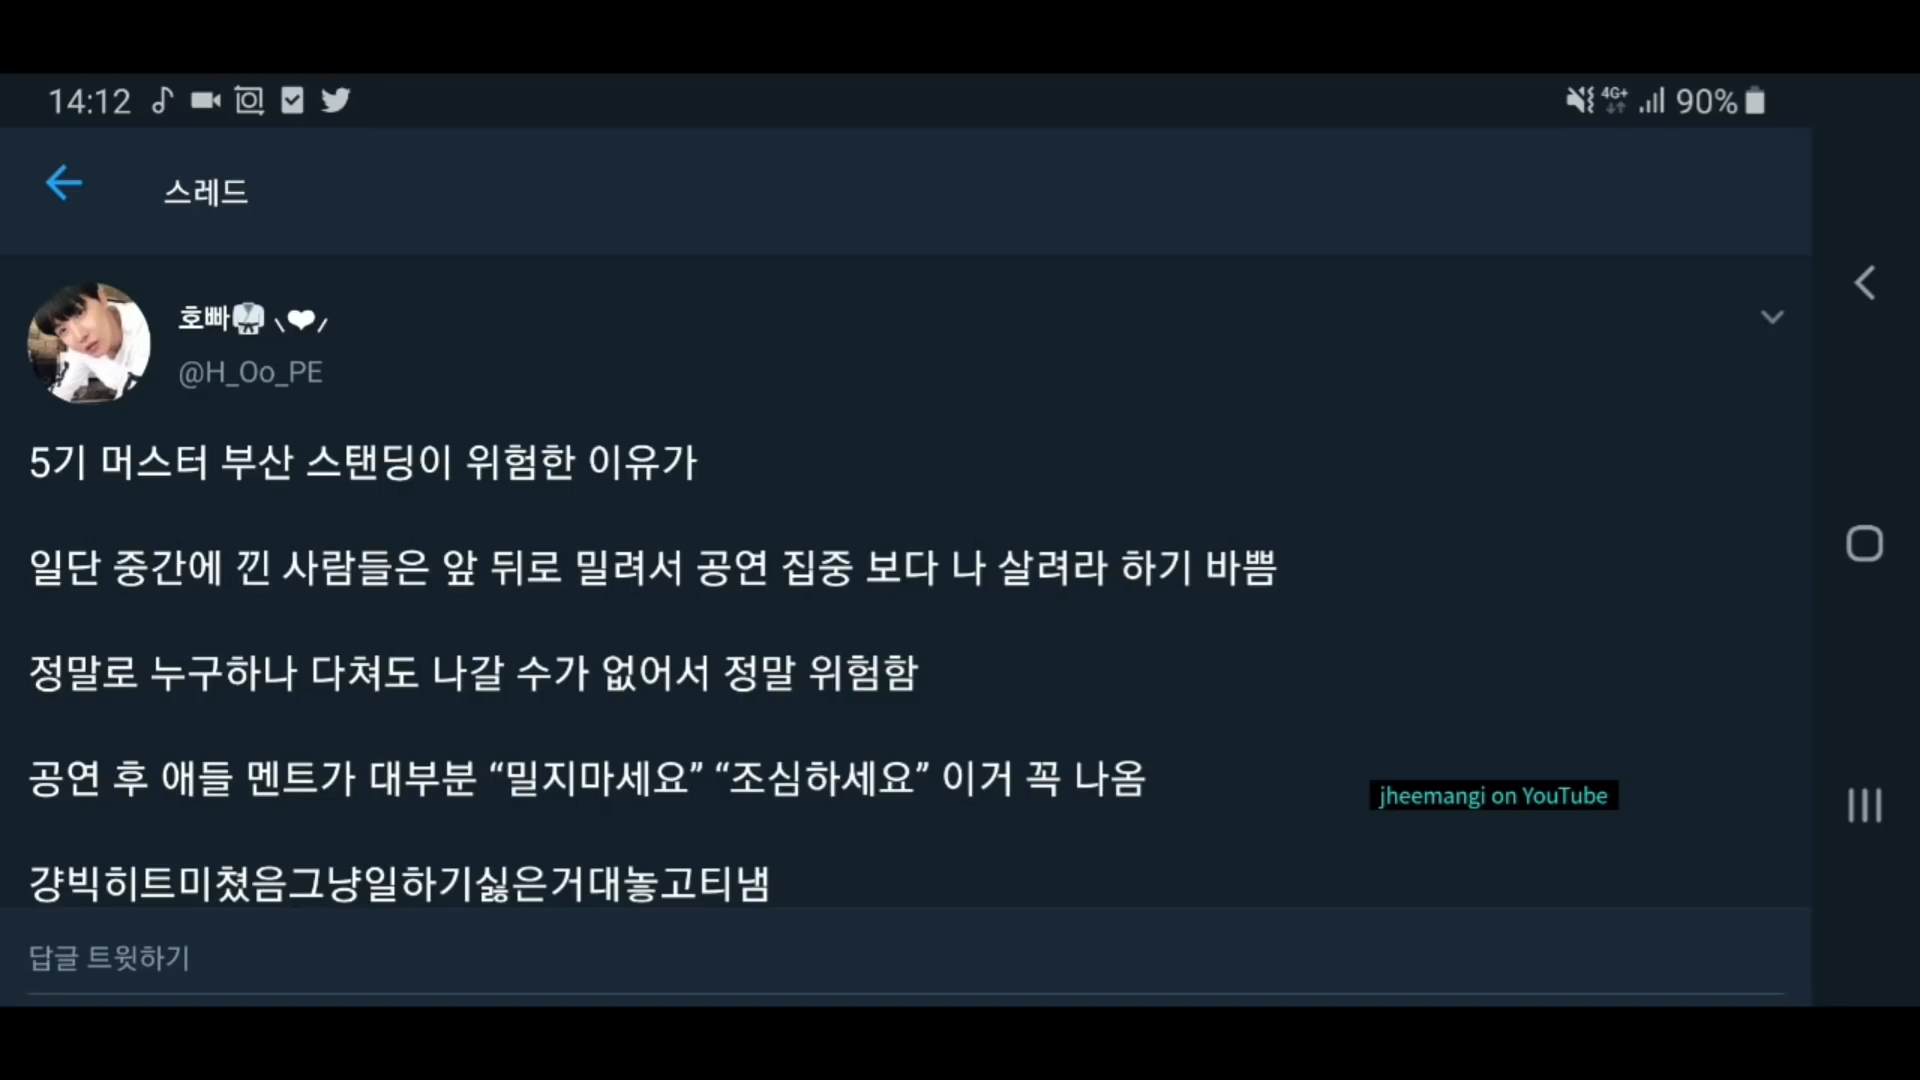 14:12
4G+
90%
스레드
호빠🥋⸜❤⸝
@H_Oo_PE
5기 머스터 부산 스탠딩이 위험한 이유가
일단 중간에 낀 사람들은 앞 뒤로 밀려서 공연 집중 보다 나 살려라 하기 바쁨
정말로 누구하나 다쳐도 나갈 수가 없어서 정말 위험함
공연 후 애들 멘트가 대부분 “밀지마세요” “조심하세요” 이거 꼭 나옴
jheemangi on YouTube
걍빅히트미쳤음그냥일하기싫은거대놓고티냄
답글 트윗하기